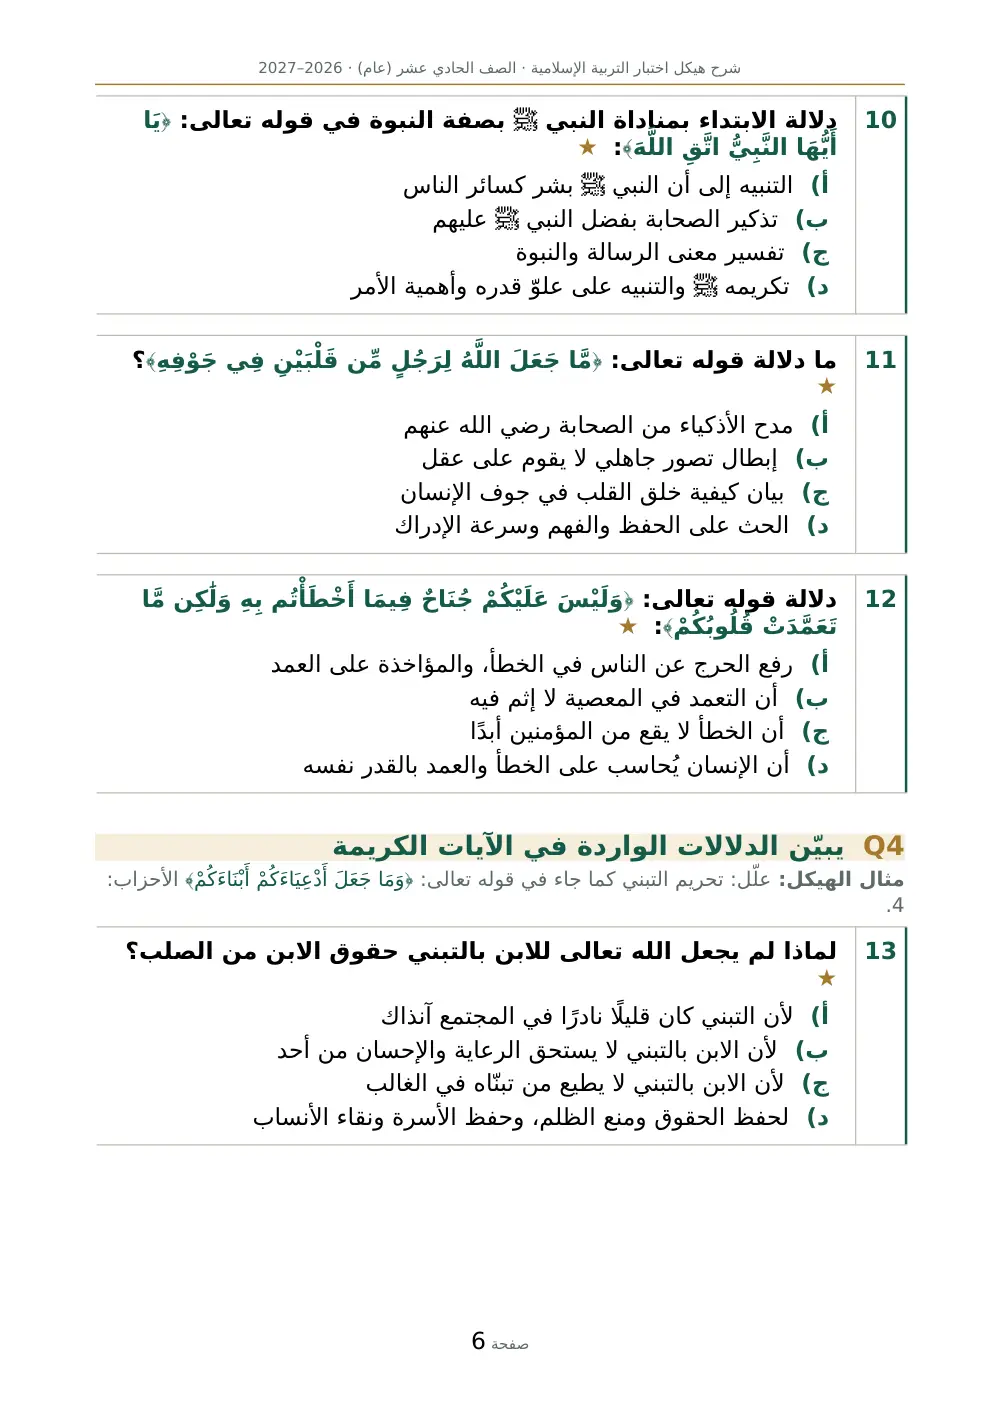 شرح هيكل اختبار التربية الإسلامية · الصف الحادي عشر (عام) · 2026–2027
10 دلالة الابتداء بمناداة النبي ﷺ بصفة النبوة في قوله تعالى: ﴿يَا
أَيُّهَا النَّبِيُّ اتَّقِ اللَّهَ﴾: ★
أ) التنبيه إلى أن النبي ﷺ بشر كسائر الناس
ب) تذكير الصحابة بفضل النبي ﷺ عليهم
ج) تفسير معنى الرسالة والنبوة
د) تكريمه ﷺ والتنبيه على علوّ قدره وأهمية الأمر
11 ما دلالة قوله تعالى: ﴿مَّا جَعَلَ اللَّهُ لِرَجُلٍ مِّن قَلْبَيْنِ فِي جَوْفِهِ﴾؟
★
أ) مدح الأذكياء من الصحابة رضي الله عنهم
ب) إبطال تصور جاهلي لا يقوم على عقل
ج) بيان كيفية خلق القلب في جوف الإنسان
د) الحث على الحفظ والفهم وسرعة الإدراك
12 دلالة قوله تعالى: ﴿وَلَيْسَ عَلَيْكُمْ جُنَاحٌ فِيمَا أَخْطَأْتُم بِهِ وَلَٰكِن مَّا
تَعَمَّدَتْ قُلُوبُكُمْ﴾: ★
أ) رفع الحرج عن الناس في الخطأ، والمؤاخذة على العمد
ب) أن التعمد في المعصية لا إثم فيه
ج) أن الخطأ لا يقع من المؤمنين أبدًا
د) أن الإنسان يُحاسب على الخطأ والعمد بالقدر نفسه
Q4 يبيّن الدلالات الواردة في الآيات الكريمة
مثال الهيكل: علّل: تحريم التبني كما جاء في قوله تعالى: ﴿وَمَا جَعَلَ أَدْعِيَاءَكُمْ أَبْنَاءَكُمْ﴾ الأحزاب:
4.
13 لماذا لم يجعل الله تعالى للابن بالتبني حقوق الابن من الصلب؟
★
أ) لأن التبني كان قليلًا نادرًا في المجتمع آنذاك
ب) لأن الابن بالتبني لا يستحق الرعاية والإحسان من أحد
ج) لأن الابن بالتبني لا يطيع من تبنّاه في الغالب
د) لحفظ الحقوق ومنع الظلم، وحفظ الأسرة ونقاء الأنساب
صفحة 6